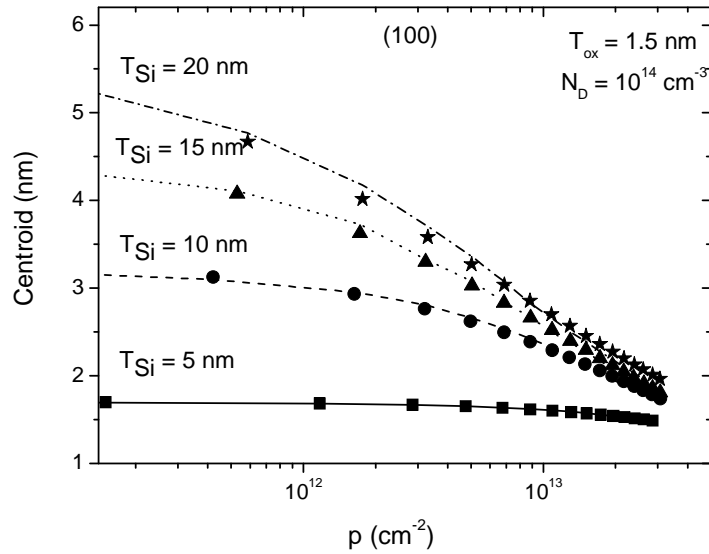 (100)
T_ox = 1.5 nm
N_D = 10^14 cm^-3
T_Si = 20 nm
T_Si = 15 nm
T_Si = 10 nm
T_Si = 5 nm
6
5
4
3
2
1
Centroid (nm)
10^12
10^13
p (cm^-2)